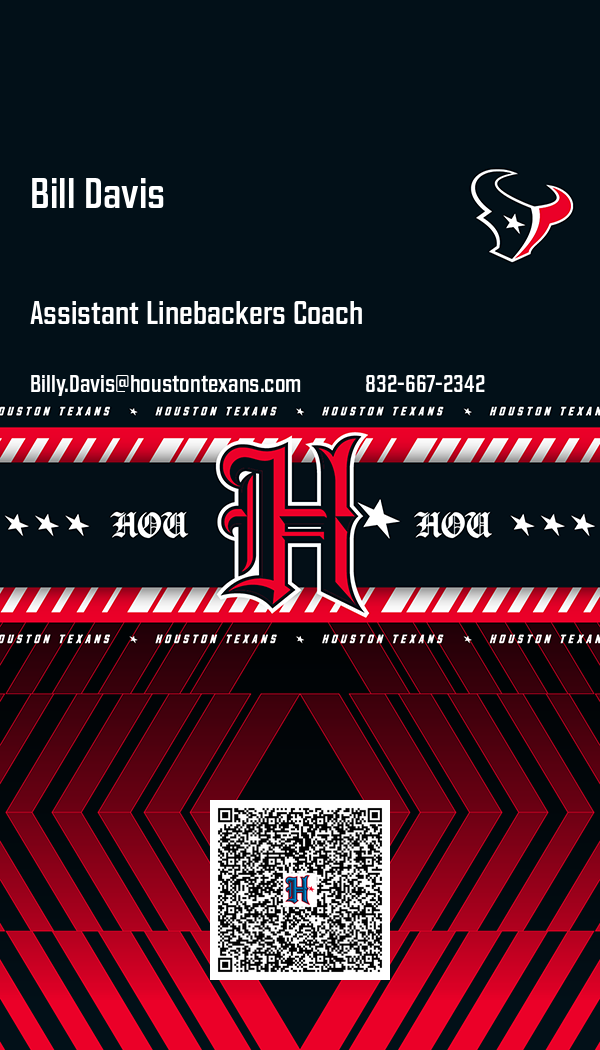 Bill Davis
Assistant Linebackers Coach
Billy.Davis@houstontexans.com 832-667-2342
HOUSTON TEXANS HOUSTON TEXANS HOUSTON TEXANS HOUSTON TEXANS
HOU H HOU
HOUSTON TEXANS HOUSTON TEXANS HOUSTON TEXANS HOUSTON TEXANS
H